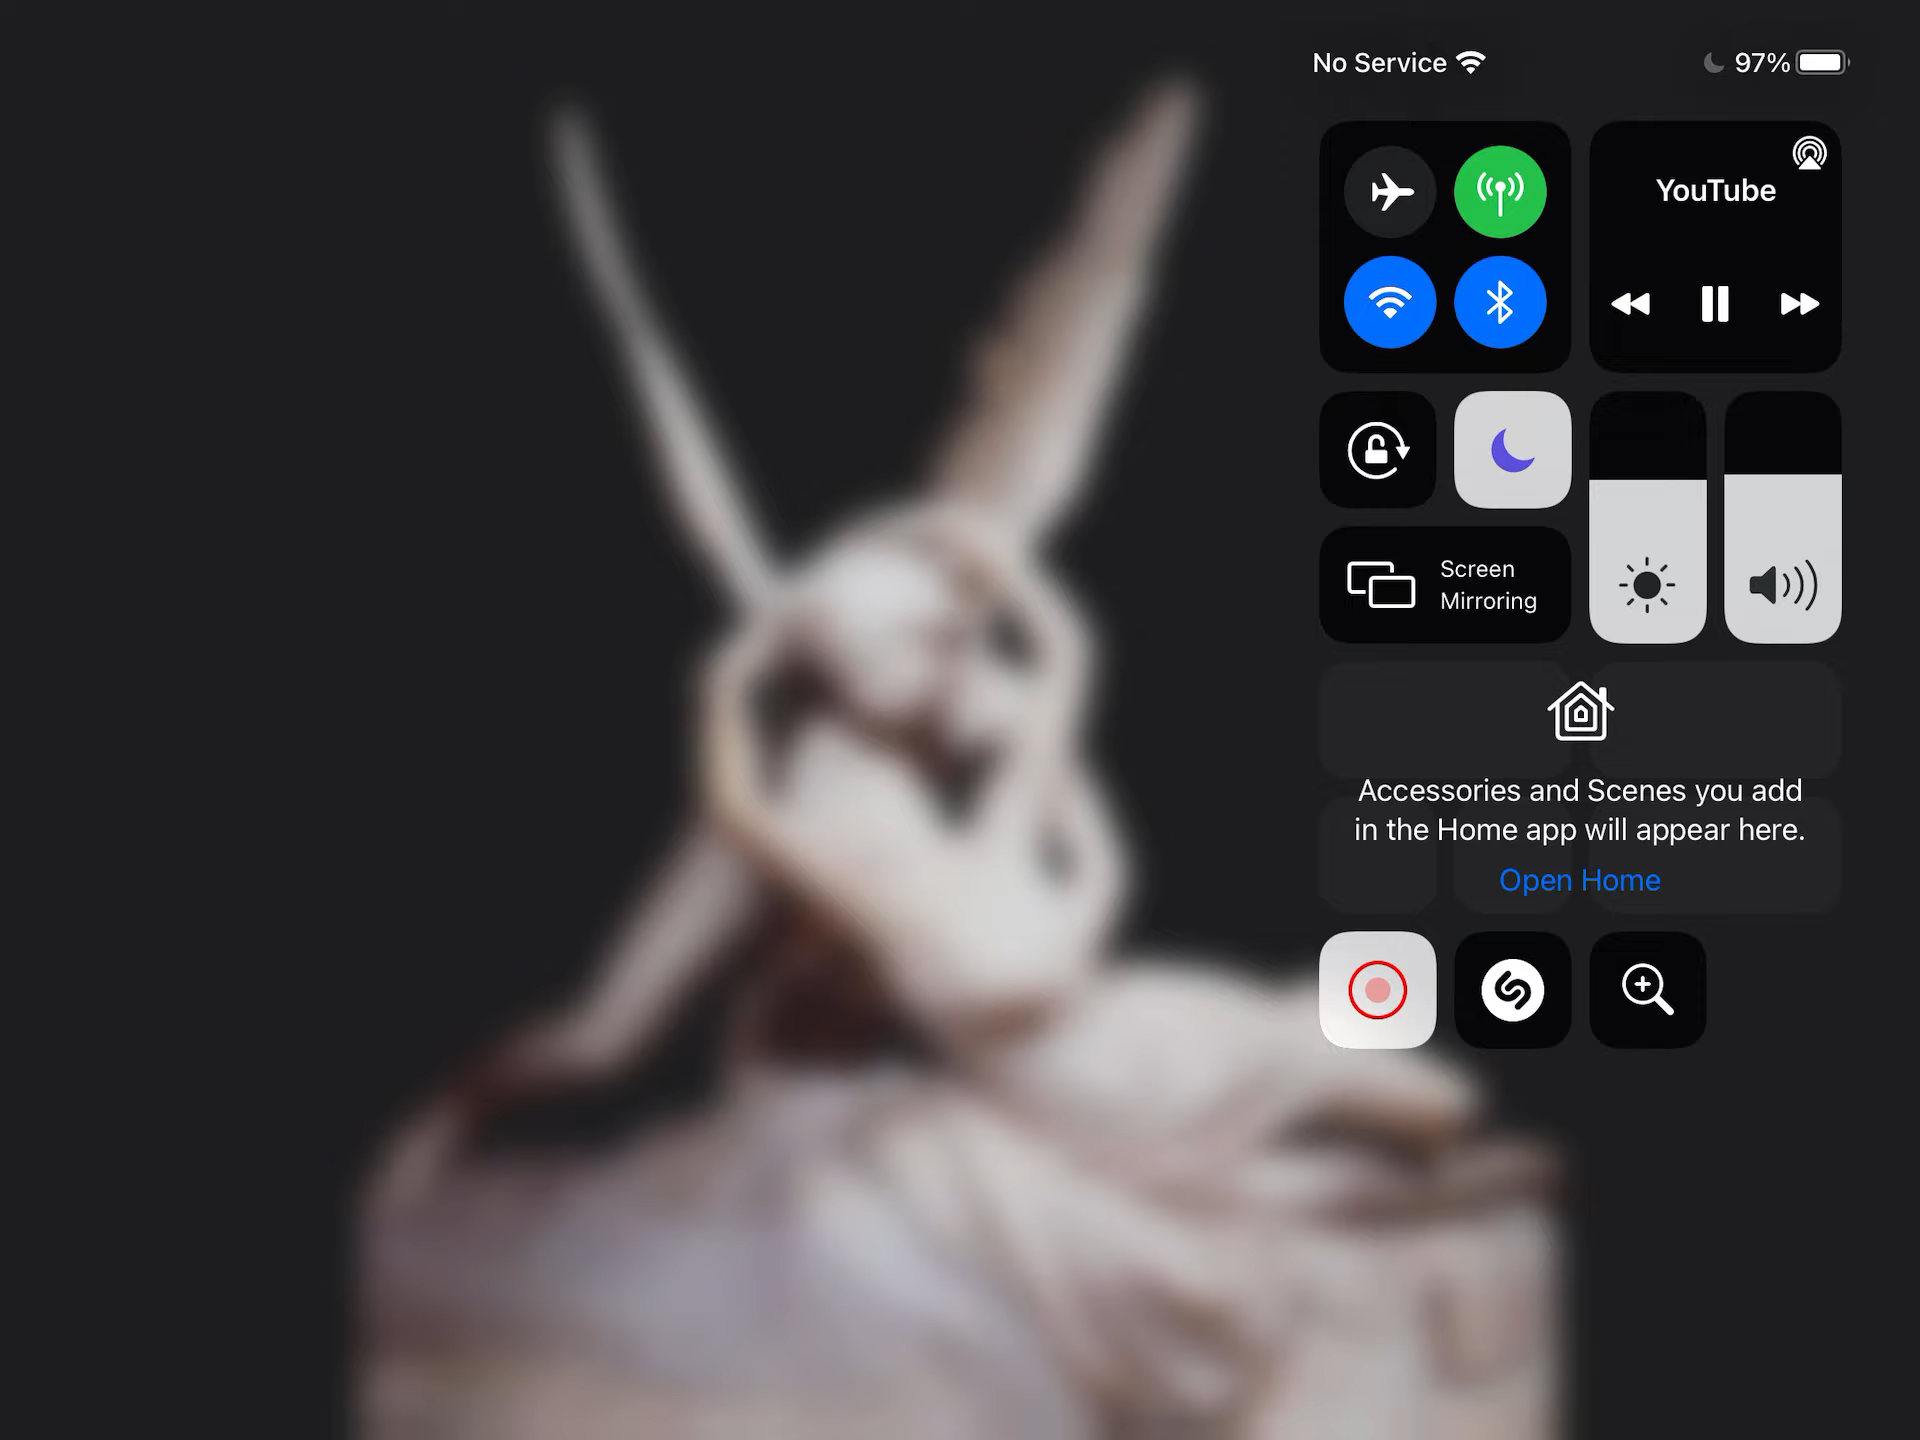 No Service 97%
YouTube
Screen
Mirroring
Accessories and Scenes you add
in the Home app will appear here.
Open Home